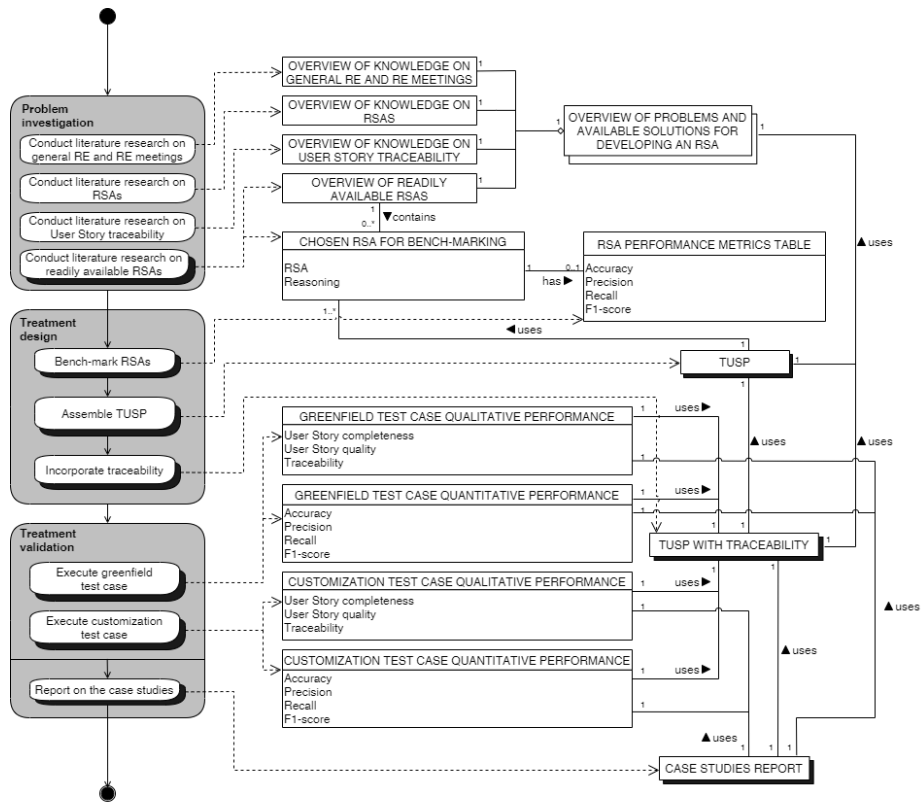 Problem
investigation
Conduct literature research on
general RE and RE meetings
Conduct literature research on
RSAs
Conduct literature research on
User Story traceability
Conduct literature research on
readily available RSAs
Treatment
design
Bench-mark RSAs
Assemble TUSP
Incorporate traceability
Treatment
validation
Execute greenfield
test case
Execute customization
test case
Report on the case studies
OVERVIEW OF KNOWLEDGE ON
GENERAL RE AND RE MEETINGS
1
OVERVIEW OF KNOWLEDGE ON
RSAS
1
OVERVIEW OF KNOWLEDGE ON
USER STORY TRACEABILITY
1
OVERVIEW OF READILY
AVAILABLE RSAS
1
1
OVERVIEW OF PROBLEMS AND
AVAILABLE SOLUTIONS FOR
DEVELOPING AN RSA
1
1
▼contains
0..*
CHOSEN RSA FOR BENCH-MARKING
RSA
Reasoning
1
0..1
has ▶
RSA PERFORMANCE METRICS TABLE
Accuracy
Precision
Recall
F1-score
▲uses
1..*
◀uses
1
TUSP
1
1
▲uses
▲uses
GREENFIELD TEST CASE QUALITATIVE PERFORMANCE
User Story completeness
User Story quality
Traceability
1
uses ▶
1
GREENFIELD TEST CASE QUANTITATIVE PERFORMANCE
Accuracy
Precision
Recall
F1-score
1
uses ▶
1
1
1
TUSP WITH TRACEABILITY
1
1
1
CUSTOMIZATION TEST CASE QUALITATIVE PERFORMANCE
User Story completeness
User Story quality
Traceability
1
uses ▶
1
▲uses
▲uses
CUSTOMIZATION TEST CASE QUANTITATIVE PERFORMANCE
Accuracy
Precision
Recall
F1-score
1
uses ▶
1
▲uses
1
1
1
CASE STUDIES REPORT